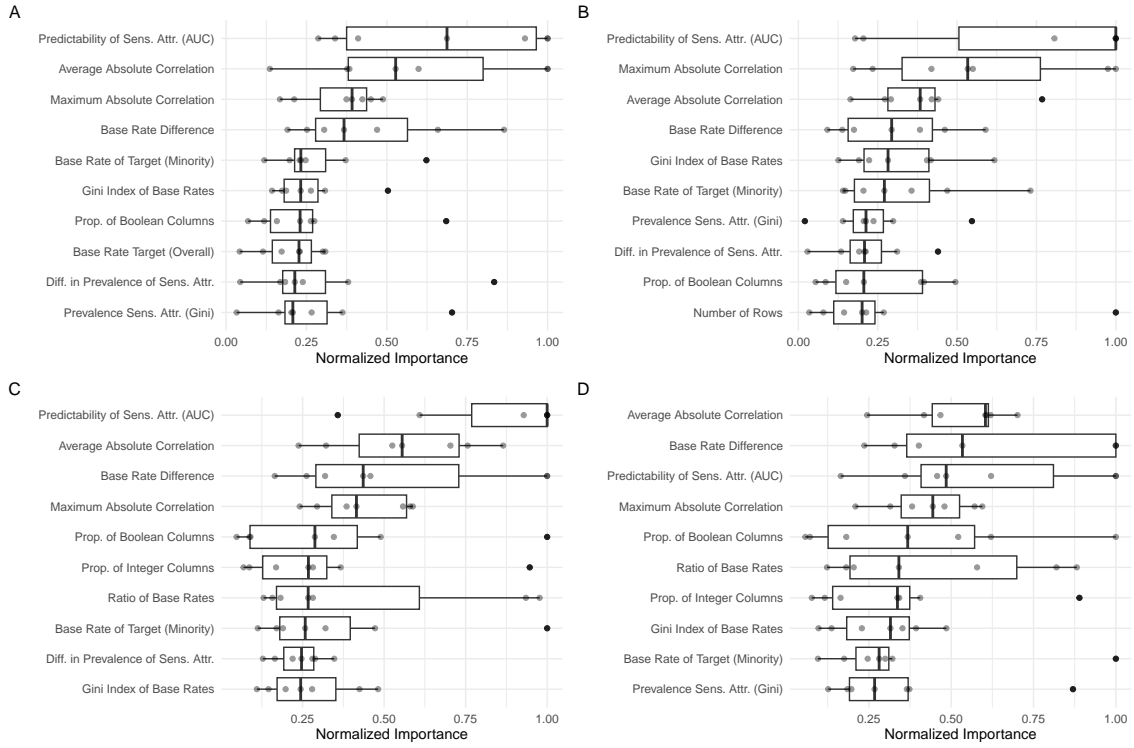 A
Predictability of Sens. Attr. (AUC)
Average Absolute Correlation
Maximum Absolute Correlation
Base Rate Difference
Base Rate of Target (Minority)
Gini Index of Base Rates
Prop. of Boolean Columns
Base Rate Target (Overall)
Diff. in Prevalence of Sens. Attr.
Prevalence Sens. Attr. (Gini)
0.00 0.25 0.50 0.75 1.00
Normalized Importance
B
Predictability of Sens. Attr. (AUC)
Maximum Absolute Correlation
Average Absolute Correlation
Base Rate Difference
Gini Index of Base Rates
Base Rate of Target (Minority)
Prevalence Sens. Attr. (Gini)
Diff. in Prevalence of Sens. Attr.
Prop. of Boolean Columns
Number of Rows
0.00 0.25 0.50 0.75 1.00
Normalized Importance
C
Predictability of Sens. Attr. (AUC)
Average Absolute Correlation
Base Rate Difference
Maximum Absolute Correlation
Prop. of Boolean Columns
Prop. of Integer Columns
Ratio of Base Rates
Base Rate of Target (Minority)
Diff. in Prevalence of Sens. Attr.
Gini Index of Base Rates
0.25 0.50 0.75 1.00
Normalized Importance
D
Average Absolute Correlation
Base Rate Difference
Predictability of Sens. Attr. (AUC)
Maximum Absolute Correlation
Prop. of Boolean Columns
Ratio of Base Rates
Prop. of Integer Columns
Gini Index of Base Rates
Base Rate of Target (Minority)
Prevalence Sens. Attr. (Gini)
0.25 0.50 0.75 1.00
Normalized Importance